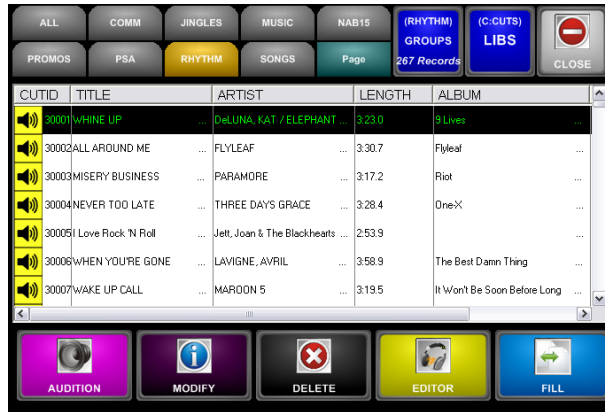 ALL COMM JINGLES MUSIC NAB15 (RHYTHM) (C:CUTS)
GROUPS LIBS
PROMOS PSA RHYTHM SONGS Page 267 Records CLOSE
CUTID TITLE ARTIST LENGTH ALBUM
30001 WHINE UP ... DeLUNA, KAT / ELEPHANT ... 3:23.0 9 Lives ...
30002 ALL AROUND ME ... FLYLEAF ... 3:30.7 Flyleaf ...
30003 MISERY BUSINESS ... PARAMORE ... 3:17.2 Riot ...
30004 NEVER TOO LATE ... THREE DAYS GRACE ... 3:28.4 One-X ...
30005 I Love Rock 'N Roll ... Jett, Joan & The Blackhearts ... 2:53.9 ...
30006 WHEN YOU'RE GONE ... LAVIGNE, AVRIL ... 3:58.9 The Best Damn Thing ...
30007 WAKE UP CALL ... MAROON 5 ... 3:19.5 It Won't Be Soon Before Long ...
AUDITION MODIFY DELETE EDITOR FILL